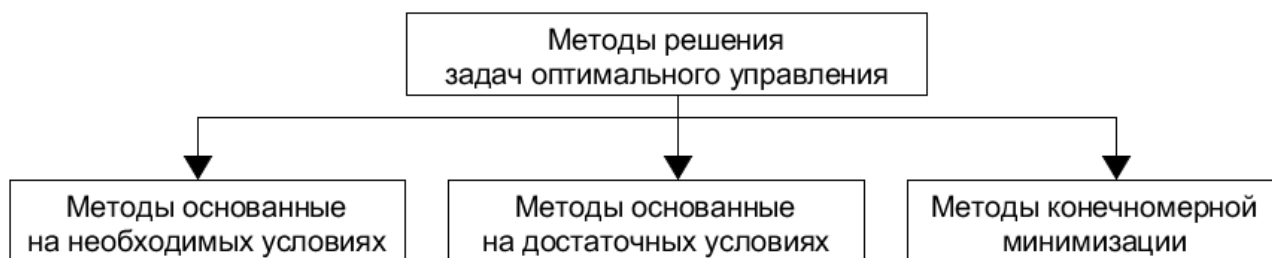 Методы решения
задач оптимального управления
Методы основанные
на необходимых условиях
Методы основанные
на достаточных условиях
Методы конечномерной
минимизации